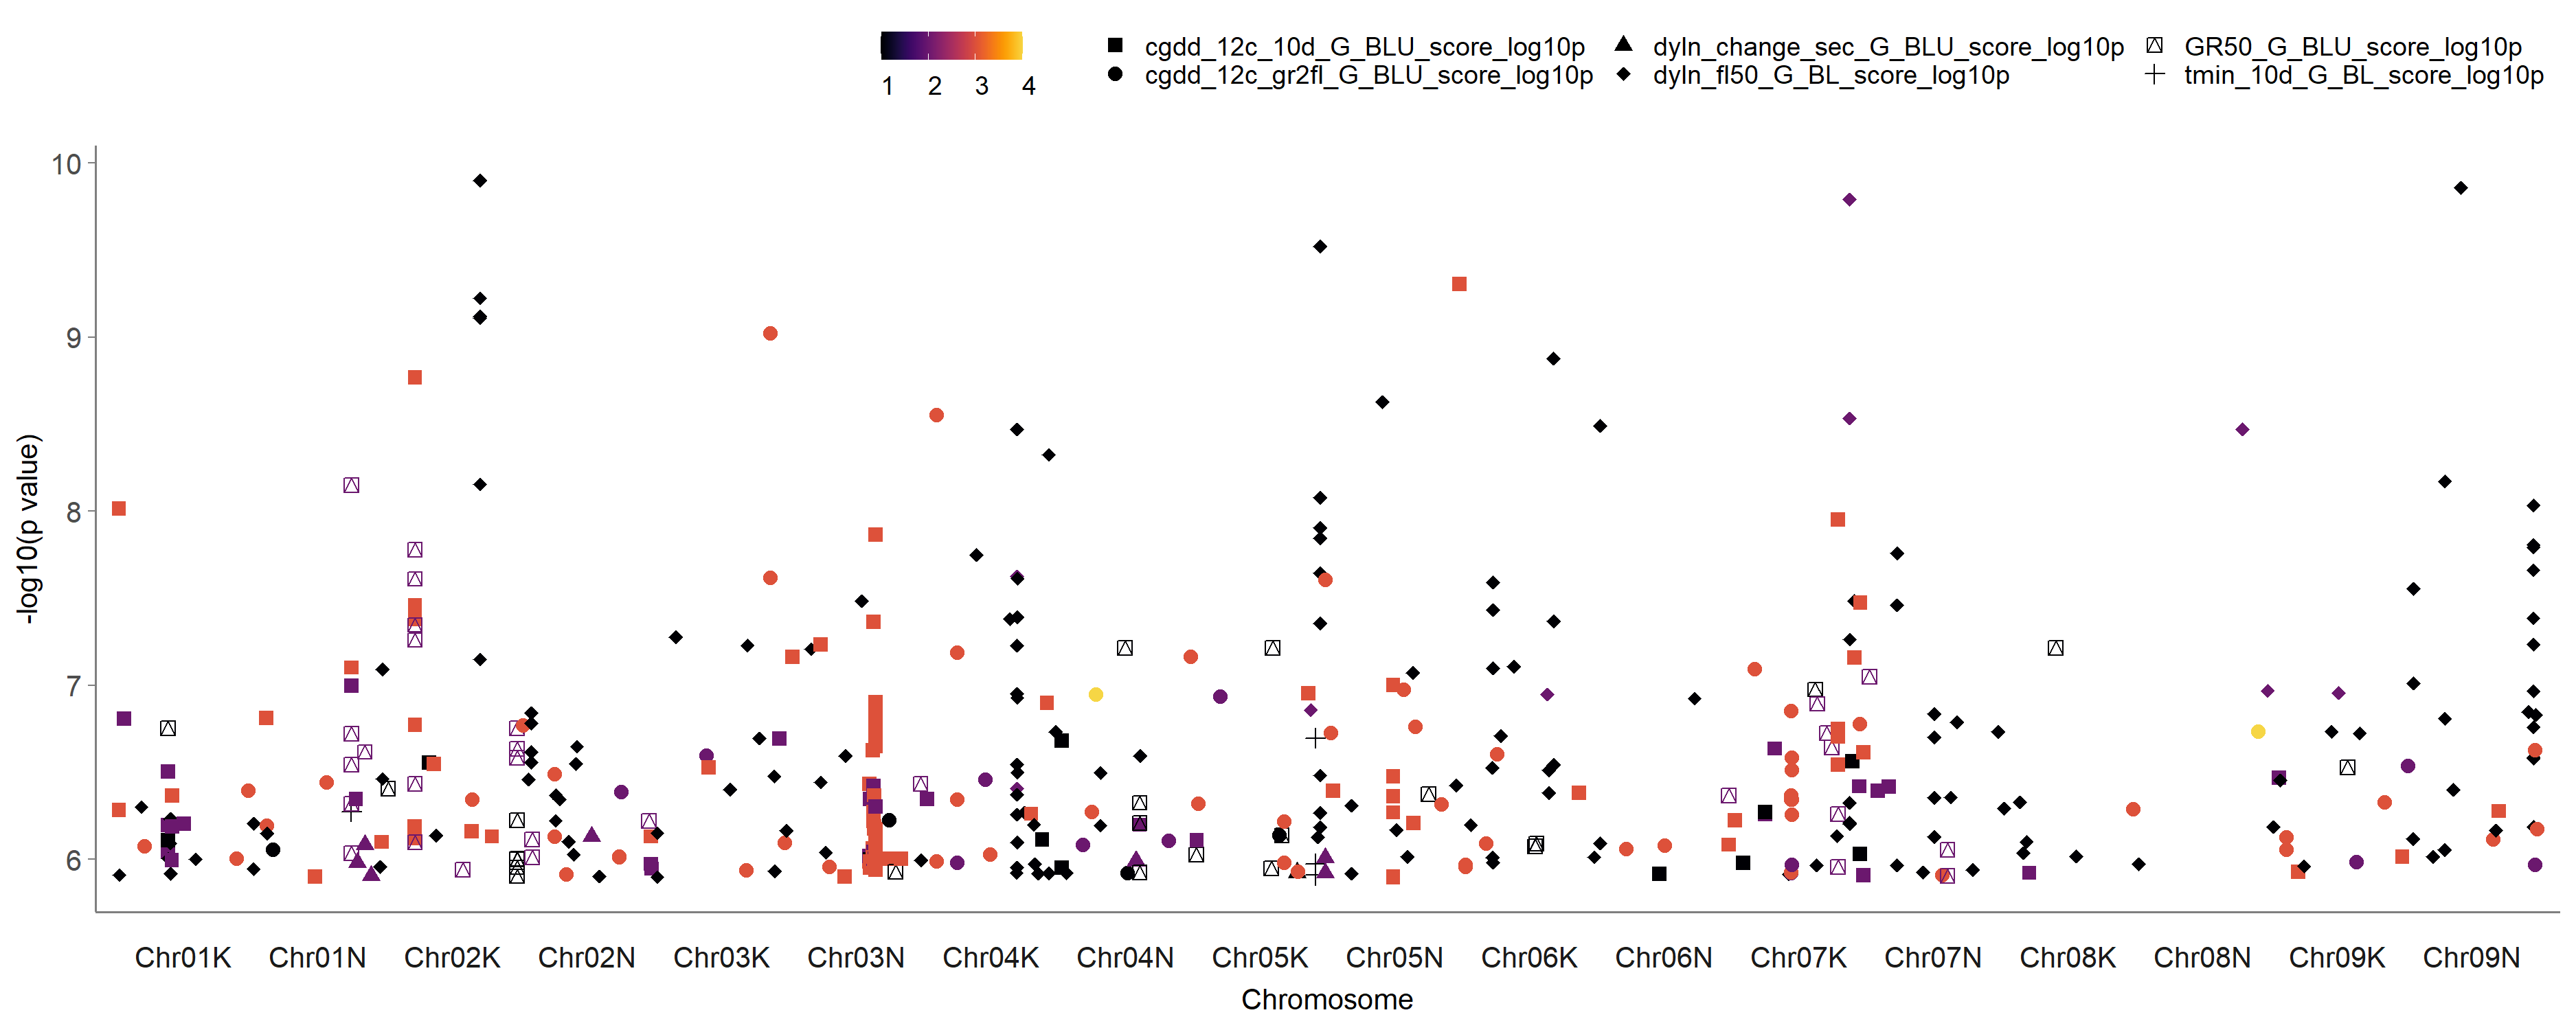 cgdd_12c_10d_G_BLU_score_log10p dyln_change_sec_G_BLU_score_log10p GR50_G_BLU_score_log10p
cgdd_12c_gr2fl_G_BLU_score_log10p dyln_fl50_G_BL_score_log10p tmin_10d_G_BL_score_log10p
1 2 3 4
10
9
8
7
6
-log10(p value)
Chr01K Chr01N Chr02K Chr02N Chr03K Chr03N Chr04K Chr04N Chr05K Chr05N Chr06K Chr06N Chr07K Chr07N Chr08K Chr08N Chr09K Chr09N
Chromosome